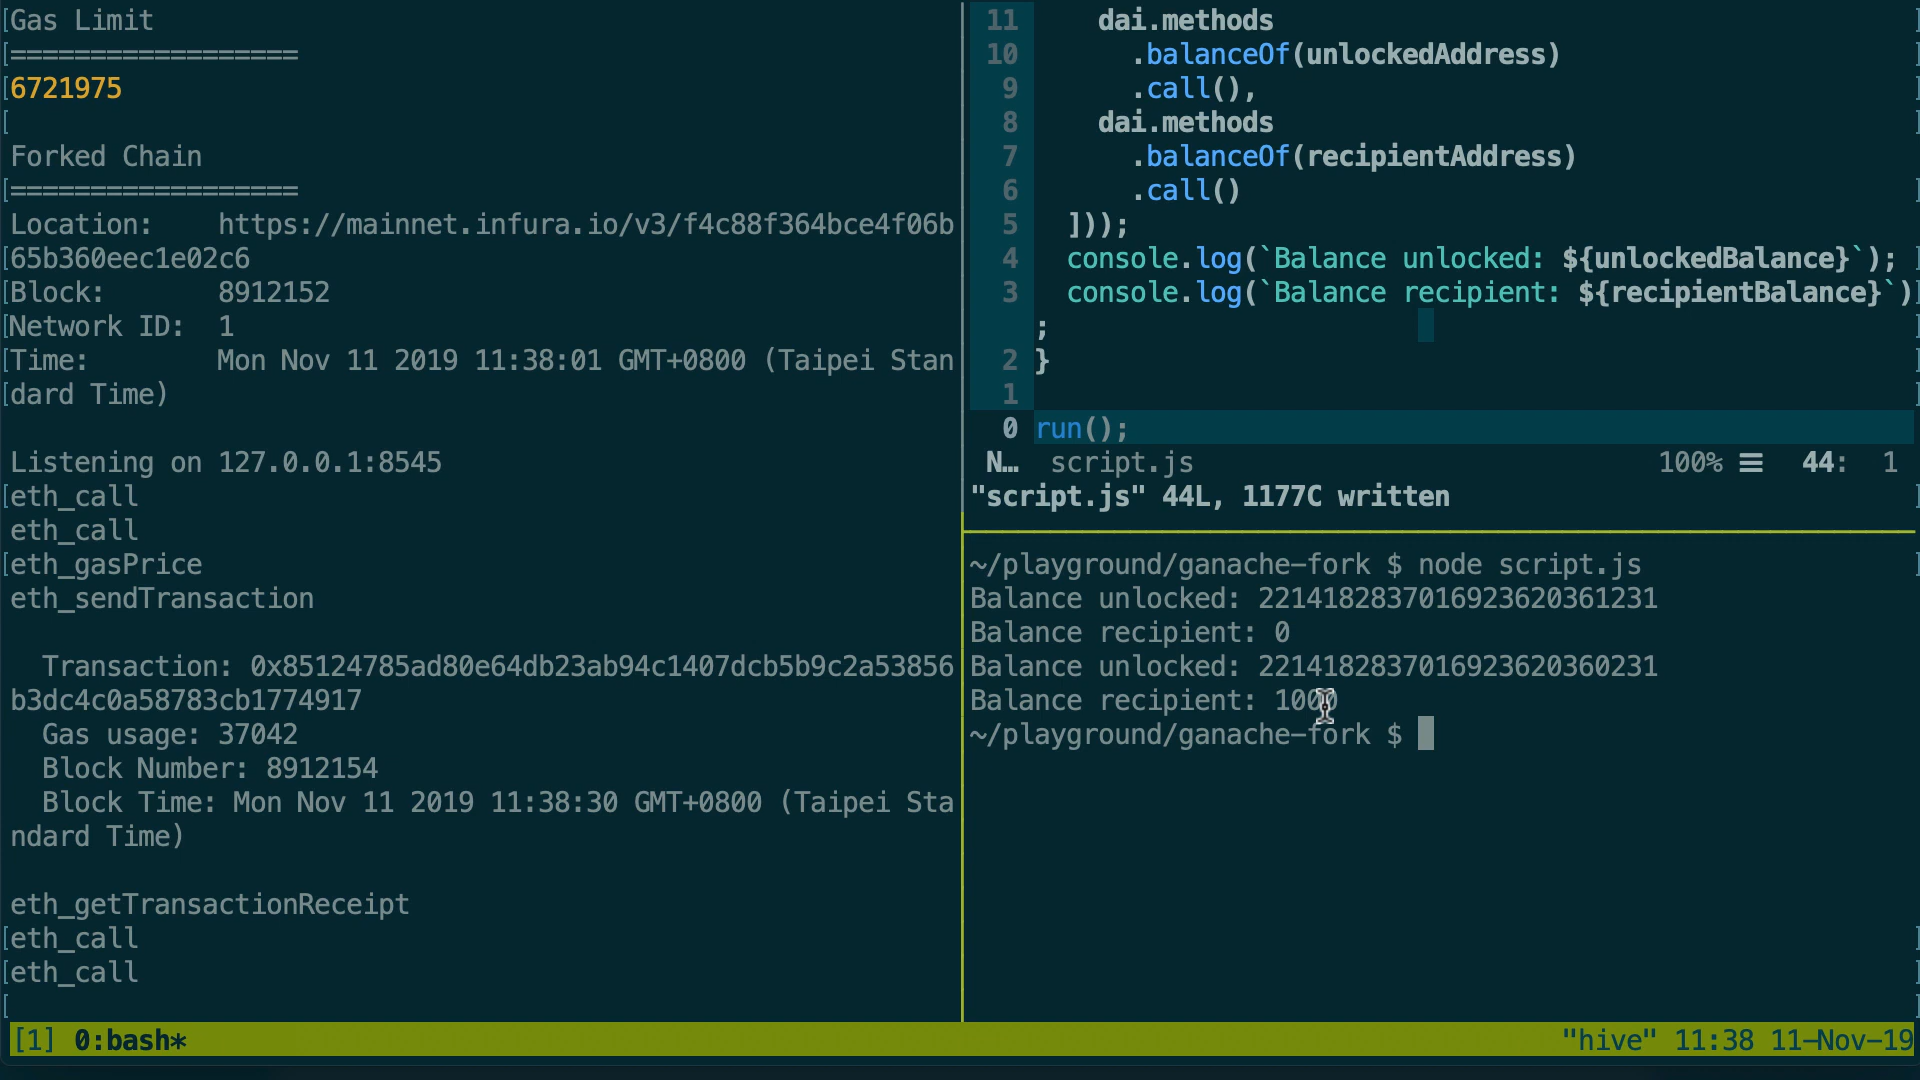 Gas Limit
==================
6721975
Forked Chain
==================
Location:    https://mainnet.infura.io/v3/f4c88f364bce4f06b
65b360eec1e02c6
Block:       8912152
Network ID:  1
Time:        Mon Nov 11 2019 11:38:01 GMT+0800 (Taipei Stan
dard Time)
Listening on 127.0.0.1:8545
eth_call
eth_call
eth_gasPrice
eth_sendTransaction
Transaction: 0x85124785ad80e64db23ab94c1407dcb5b9c2a53856
b3dc4c0a58783cb1774917
Gas usage: 37042
Block Number: 8912154
Block Time: Mon Nov 11 2019 11:38:30 GMT+0800 (Taipei Sta
ndard Time)
eth_getTransactionReceipt
eth_call
eth_call
11    dai.methods
10      .balanceOf(unlockedAddress)
9      .call(),
8    dai.methods
7      .balanceOf(recipientAddress)
6      .call()
5  ]));
4  console.log(`Balance unlocked: ${unlockedBalance}`);
3  console.log(`Balance recipient: ${recipientBalance}`)
;
2 }
1
0 run();
N… script.js 100% ☰ 44: 1
"script.js" 44L, 1177C written
~/playground/ganache-fork $ node script.js
Balance unlocked: 2214182837016923620361231
Balance recipient: 0
Balance unlocked: 2214182837016923620360231
Balance recipient: 1000
~/playground/ganache-fork $
[1] 0:bash* "hive" 11:38 11-Nov-19